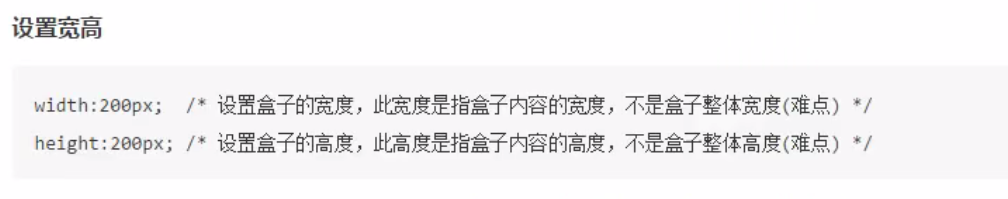 设置宽高
width:200px;  /* 设置盒子的宽度，此宽度是指盒子内容的宽度，不是盒子整体宽度(难点) */
height:200px; /* 设置盒子的高度，此高度是指盒子内容的高度，不是盒子整体高度(难点) */